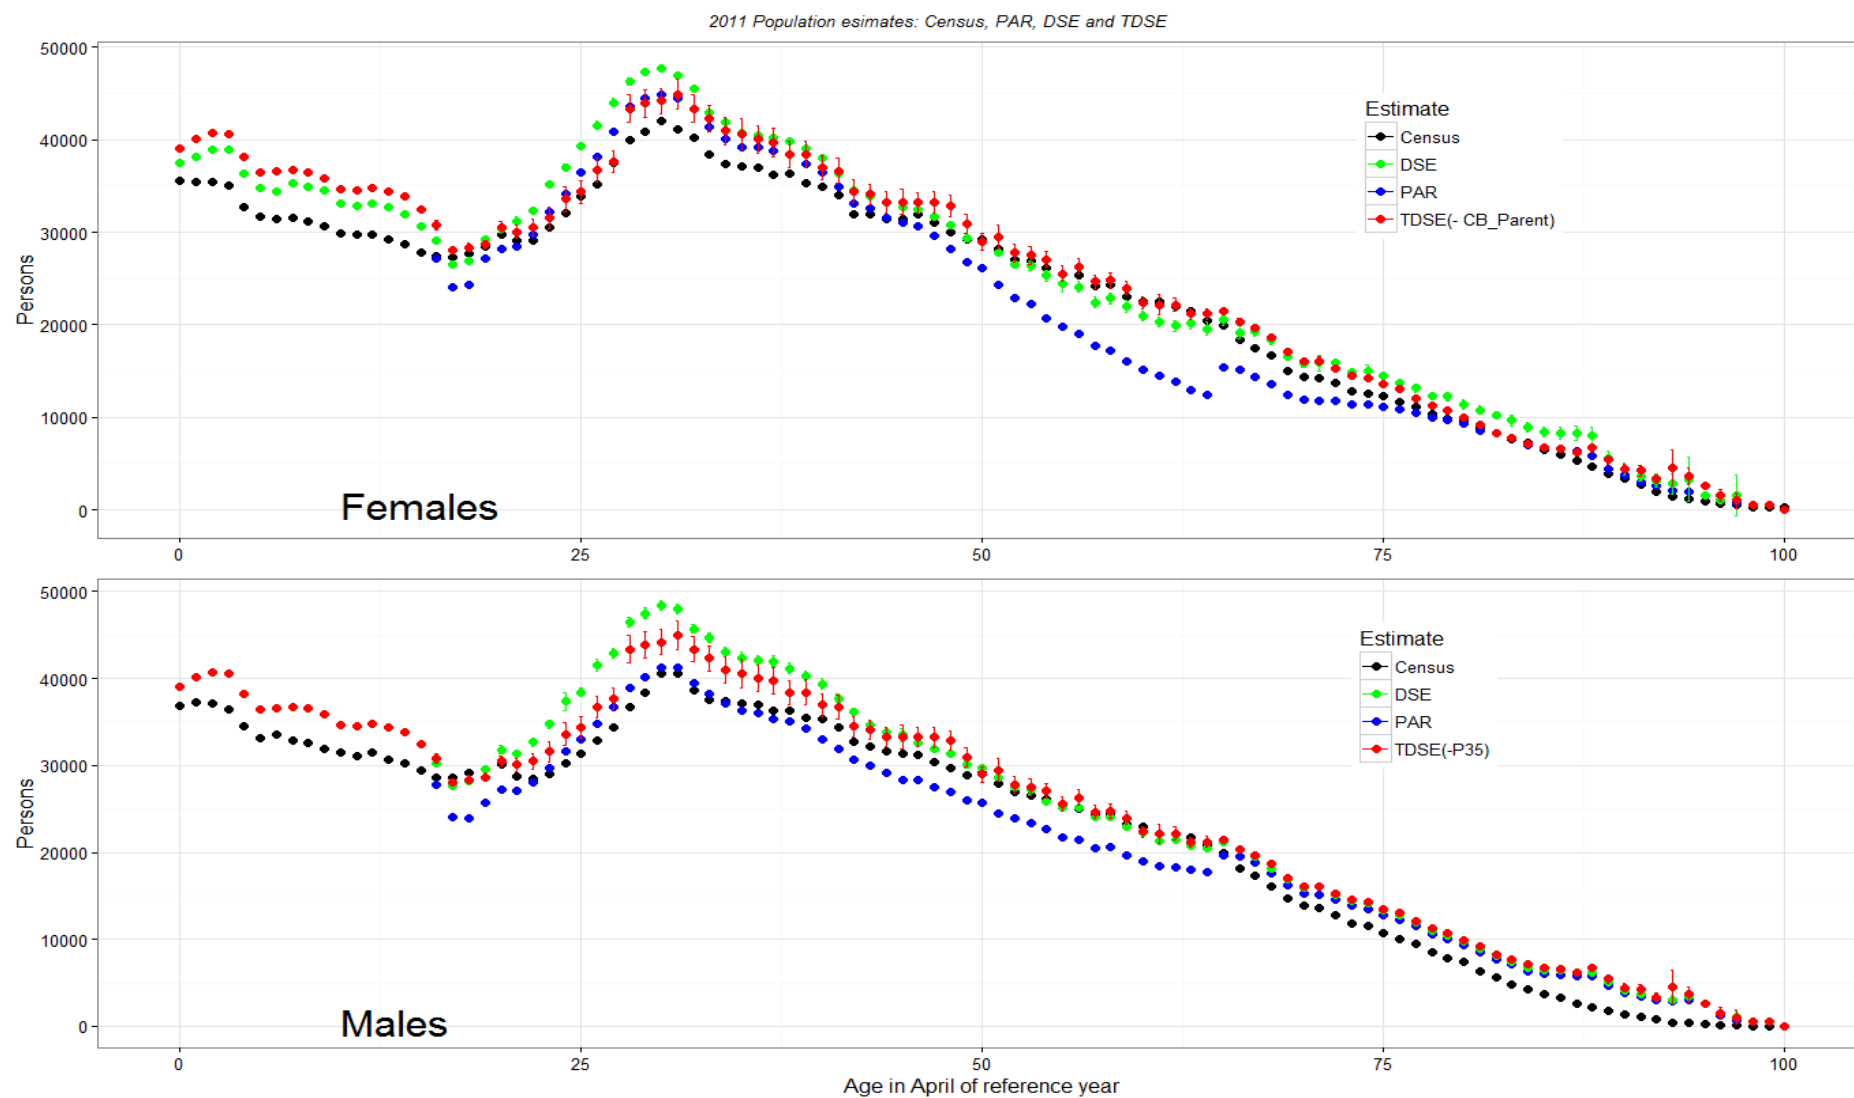 2011 Population esimates: Census, PAR, DSE and TDSE
50000
40000
30000
20000
10000
0
Persons
Estimate
Census
DSE
PAR
TDSE(- CB_Parent)
Females
0 25 50 75 100
50000
40000
30000
20000
10000
0
Persons
Estimate
Census
DSE
PAR
TDSE(-P35)
Males
0 25 50 75 100
Age in April of reference year